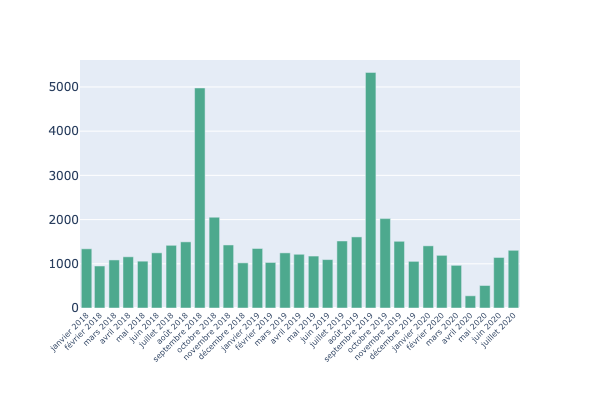 5000
4000
3000
2000
1000
0
janvier 2018
février 2018
mars 2018
avril 2018
mai 2018
juin 2018
juillet 2018
août 2018
septembre 2018
octobre 2018
novembre 2018
décembre 2018
janvier 2019
février 2019
mars 2019
avril 2019
mai 2019
juin 2019
juillet 2019
août 2019
septembre 2019
octobre 2019
novembre 2019
décembre 2019
janvier 2020
février 2020
mars 2020
avril 2020
mai 2020
juin 2020
juillet 2020